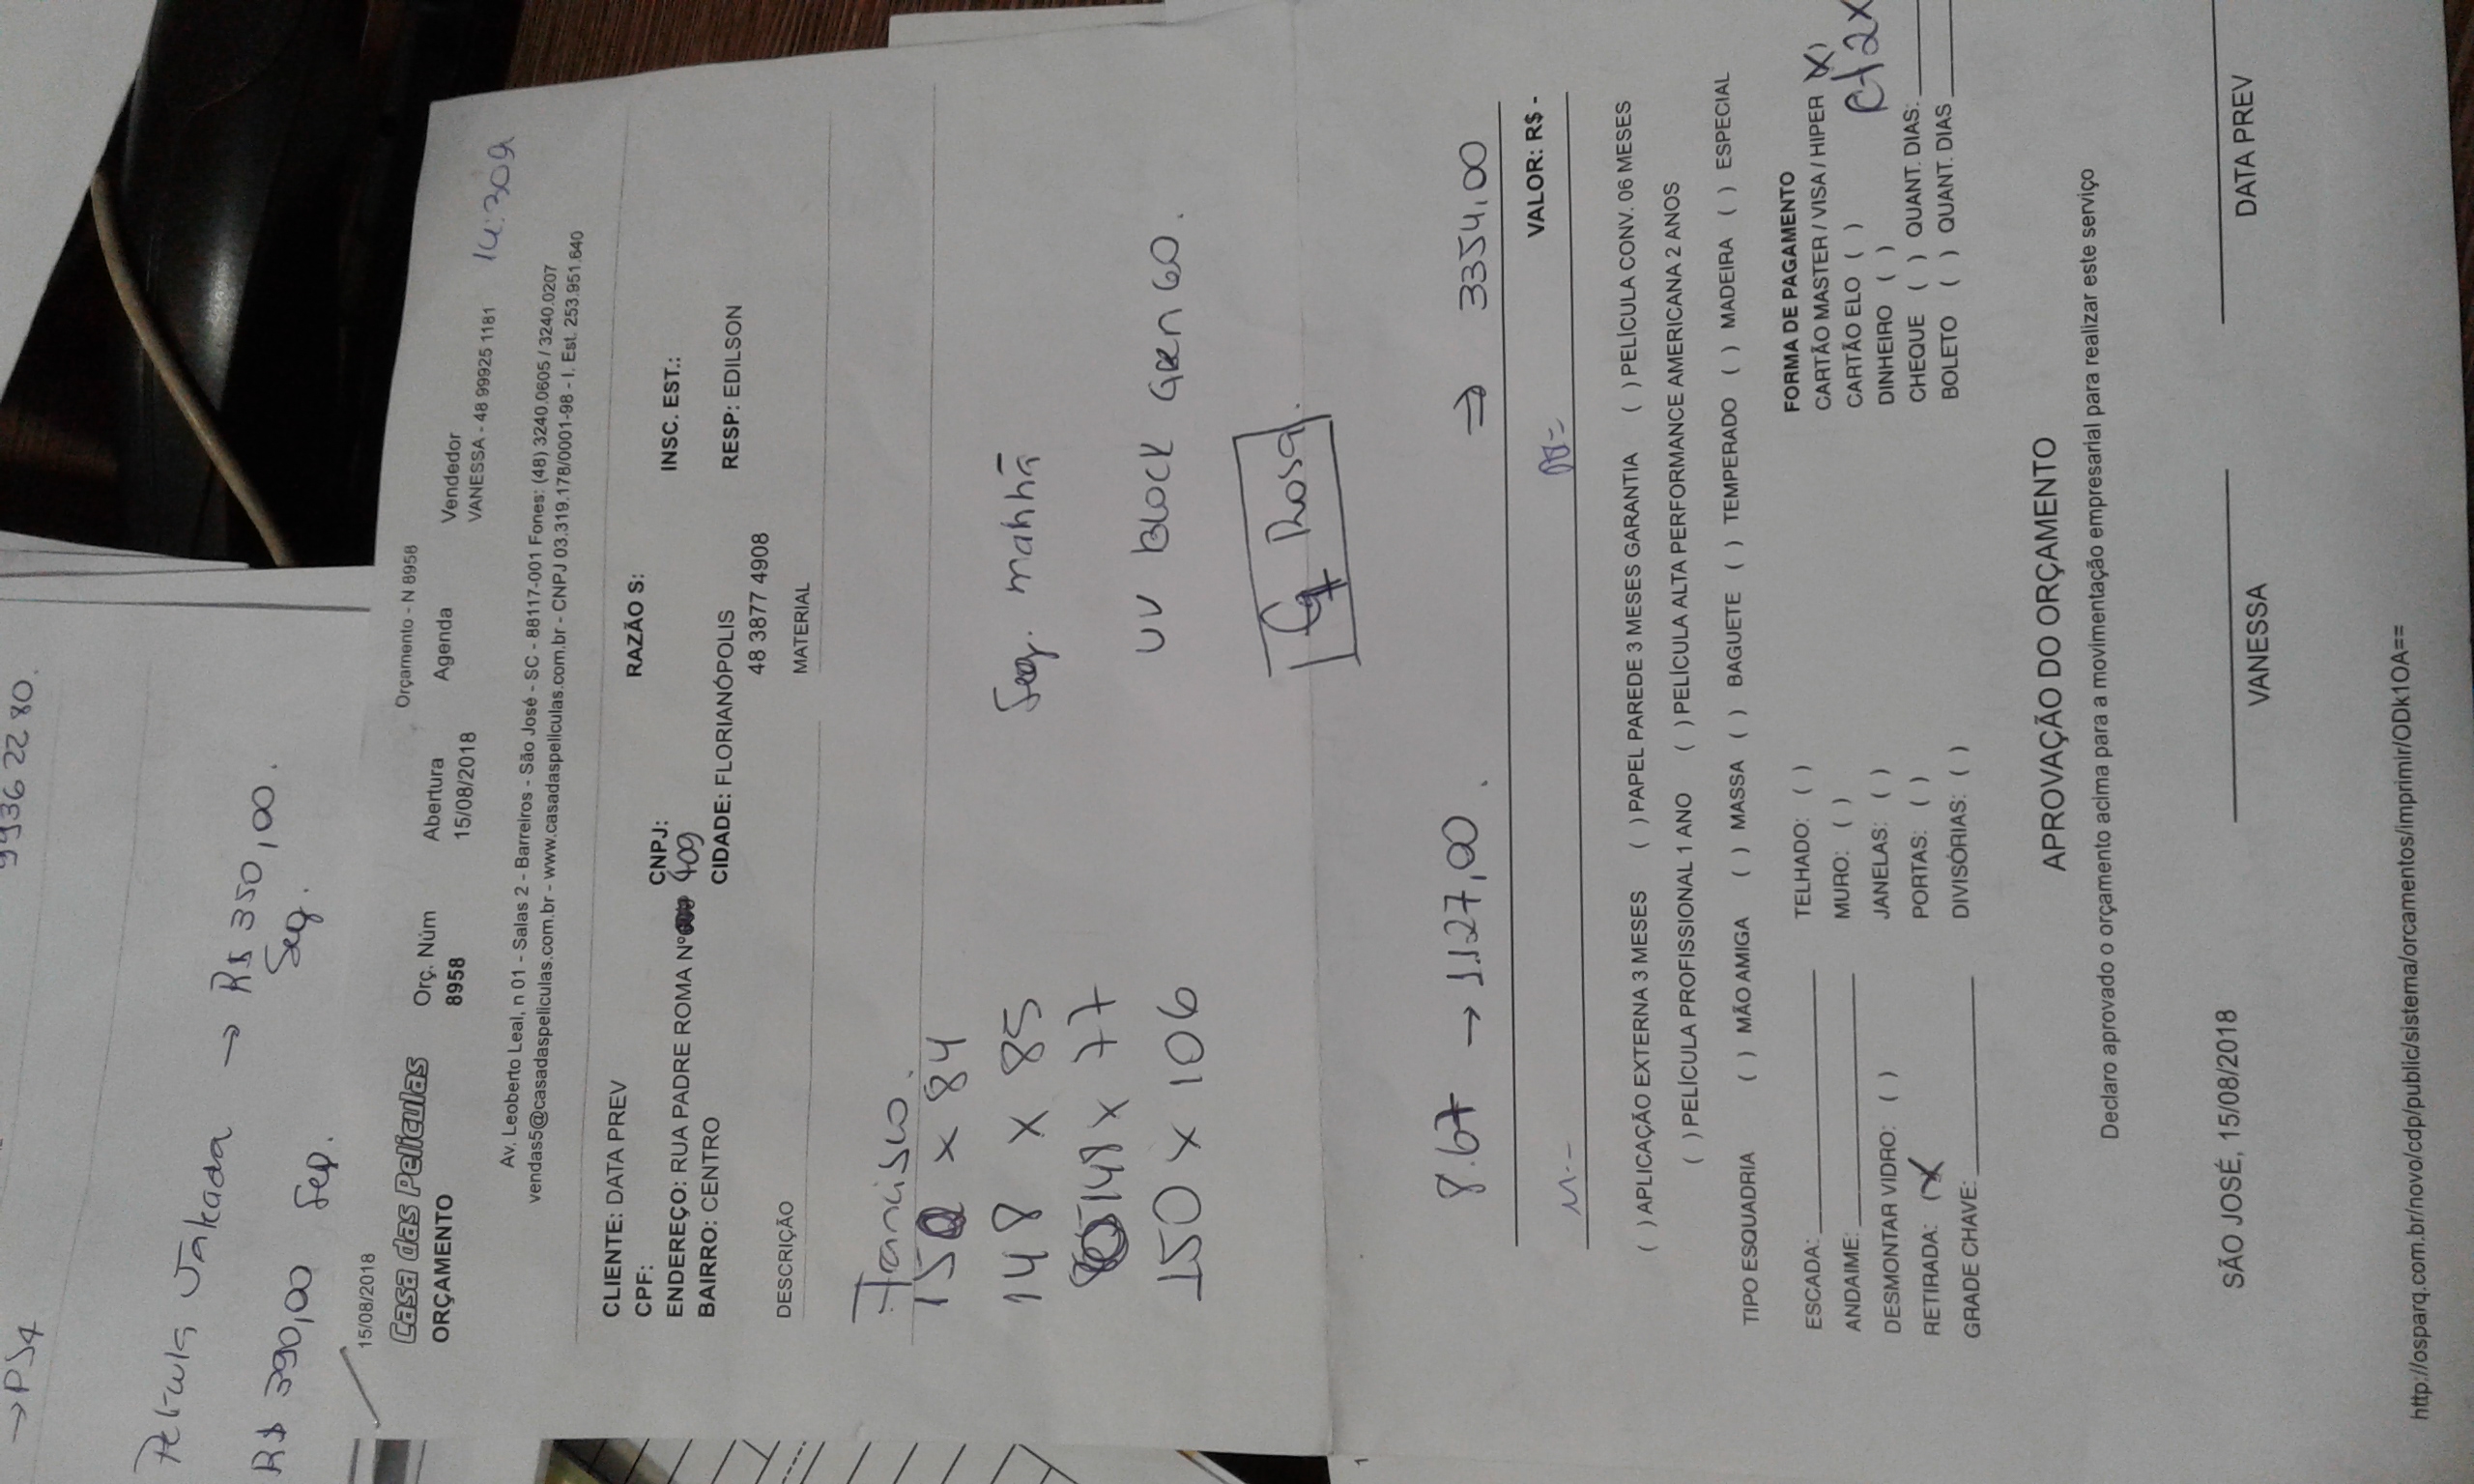 → PS4
99362280.
jateada → R$ 350,00.
Seg.
R$ 390,00 Sep.
15/08/2018
Orçamento - N 8958
Casa das Películas
ORÇAMENTO
Orç. Núm
8958
Abertura
15/08/2018
Agenda
Vendedor
VANESSA - 48 99925 1181
14:30
Av. Leoberto Leal, n 01 - Salas 2 - Barreiros - São José - SC - 88117-001 Fones: (48) 3240.0605 / 3240.0207
vendas5@casadaspeliculas.com.br - www.casadaspeliculas.com.br - CNPJ 03.319.178/0001-98 - I. Est. 253.951.640
CLIENTE: DATA PREV RAZÃO S:
CPF: CNPJ: INSC. EST.:
ENDEREÇO: RUA PADRE ROMA Nº 409
BAIRRO: CENTRO CIDADE: FLORIANÓPOLIS RESP: EDILSON
48 3877 4908
DESCRIÇÃO MATERIAL
Tarcisco.
150 x 84
148 x 85 Seg. manhã
148 x 77
150 x 106 UV Block Gren 60.
Rosa
8.67 → 1.127,00. ⇒ 3354,00
VALOR: R$ -
( ) APLICAÇÃO EXTERNA 3 MESES ( ) PAPEL PAREDE 3 MESES GARANTIA ( ) PELÍCULA CONV. 06 MESES
( ) PELÍCULA PROFISSIONAL 1 ANO ( ) PELÍCULA ALTA PERFORMANCE AMERICANA 2 ANOS
TIPO ESQUADRIA ( ) MÃO AMIGA ( ) MASSA ( ) BAGUETE ( ) TEMPERADO ( ) MADEIRA ( ) ESPECIAL
ESCADA: TELHADO: ( )
ANDAIME: MURO: ( )
DESMONTAR VIDRO: ( ) JANELAS: ( )
RETIRADA: (X PORTAS: ( )
GRADE CHAVE: DIVISÓRIAS: ( )
FORMA DE PAGAMENTO
CARTÃO MASTER / VISA / HIPER X)
CARTÃO ELO ( ) 2x
DINHEIRO ( )
CHEQUE ( ) QUANT. DIAS:
BOLETO ( ) QUANT. DIAS
APROVAÇÃO DO ORÇAMENTO
Declaro aprovado o orçamento acima para a movimentação empresarial para realizar este serviço
SÃO JOSÉ, 15/08/2018
VANESSA
DATA PREV
http://osparq.com.br/novo/cdp/public/sistema/orcamentos/imprimir/ODk1OA==